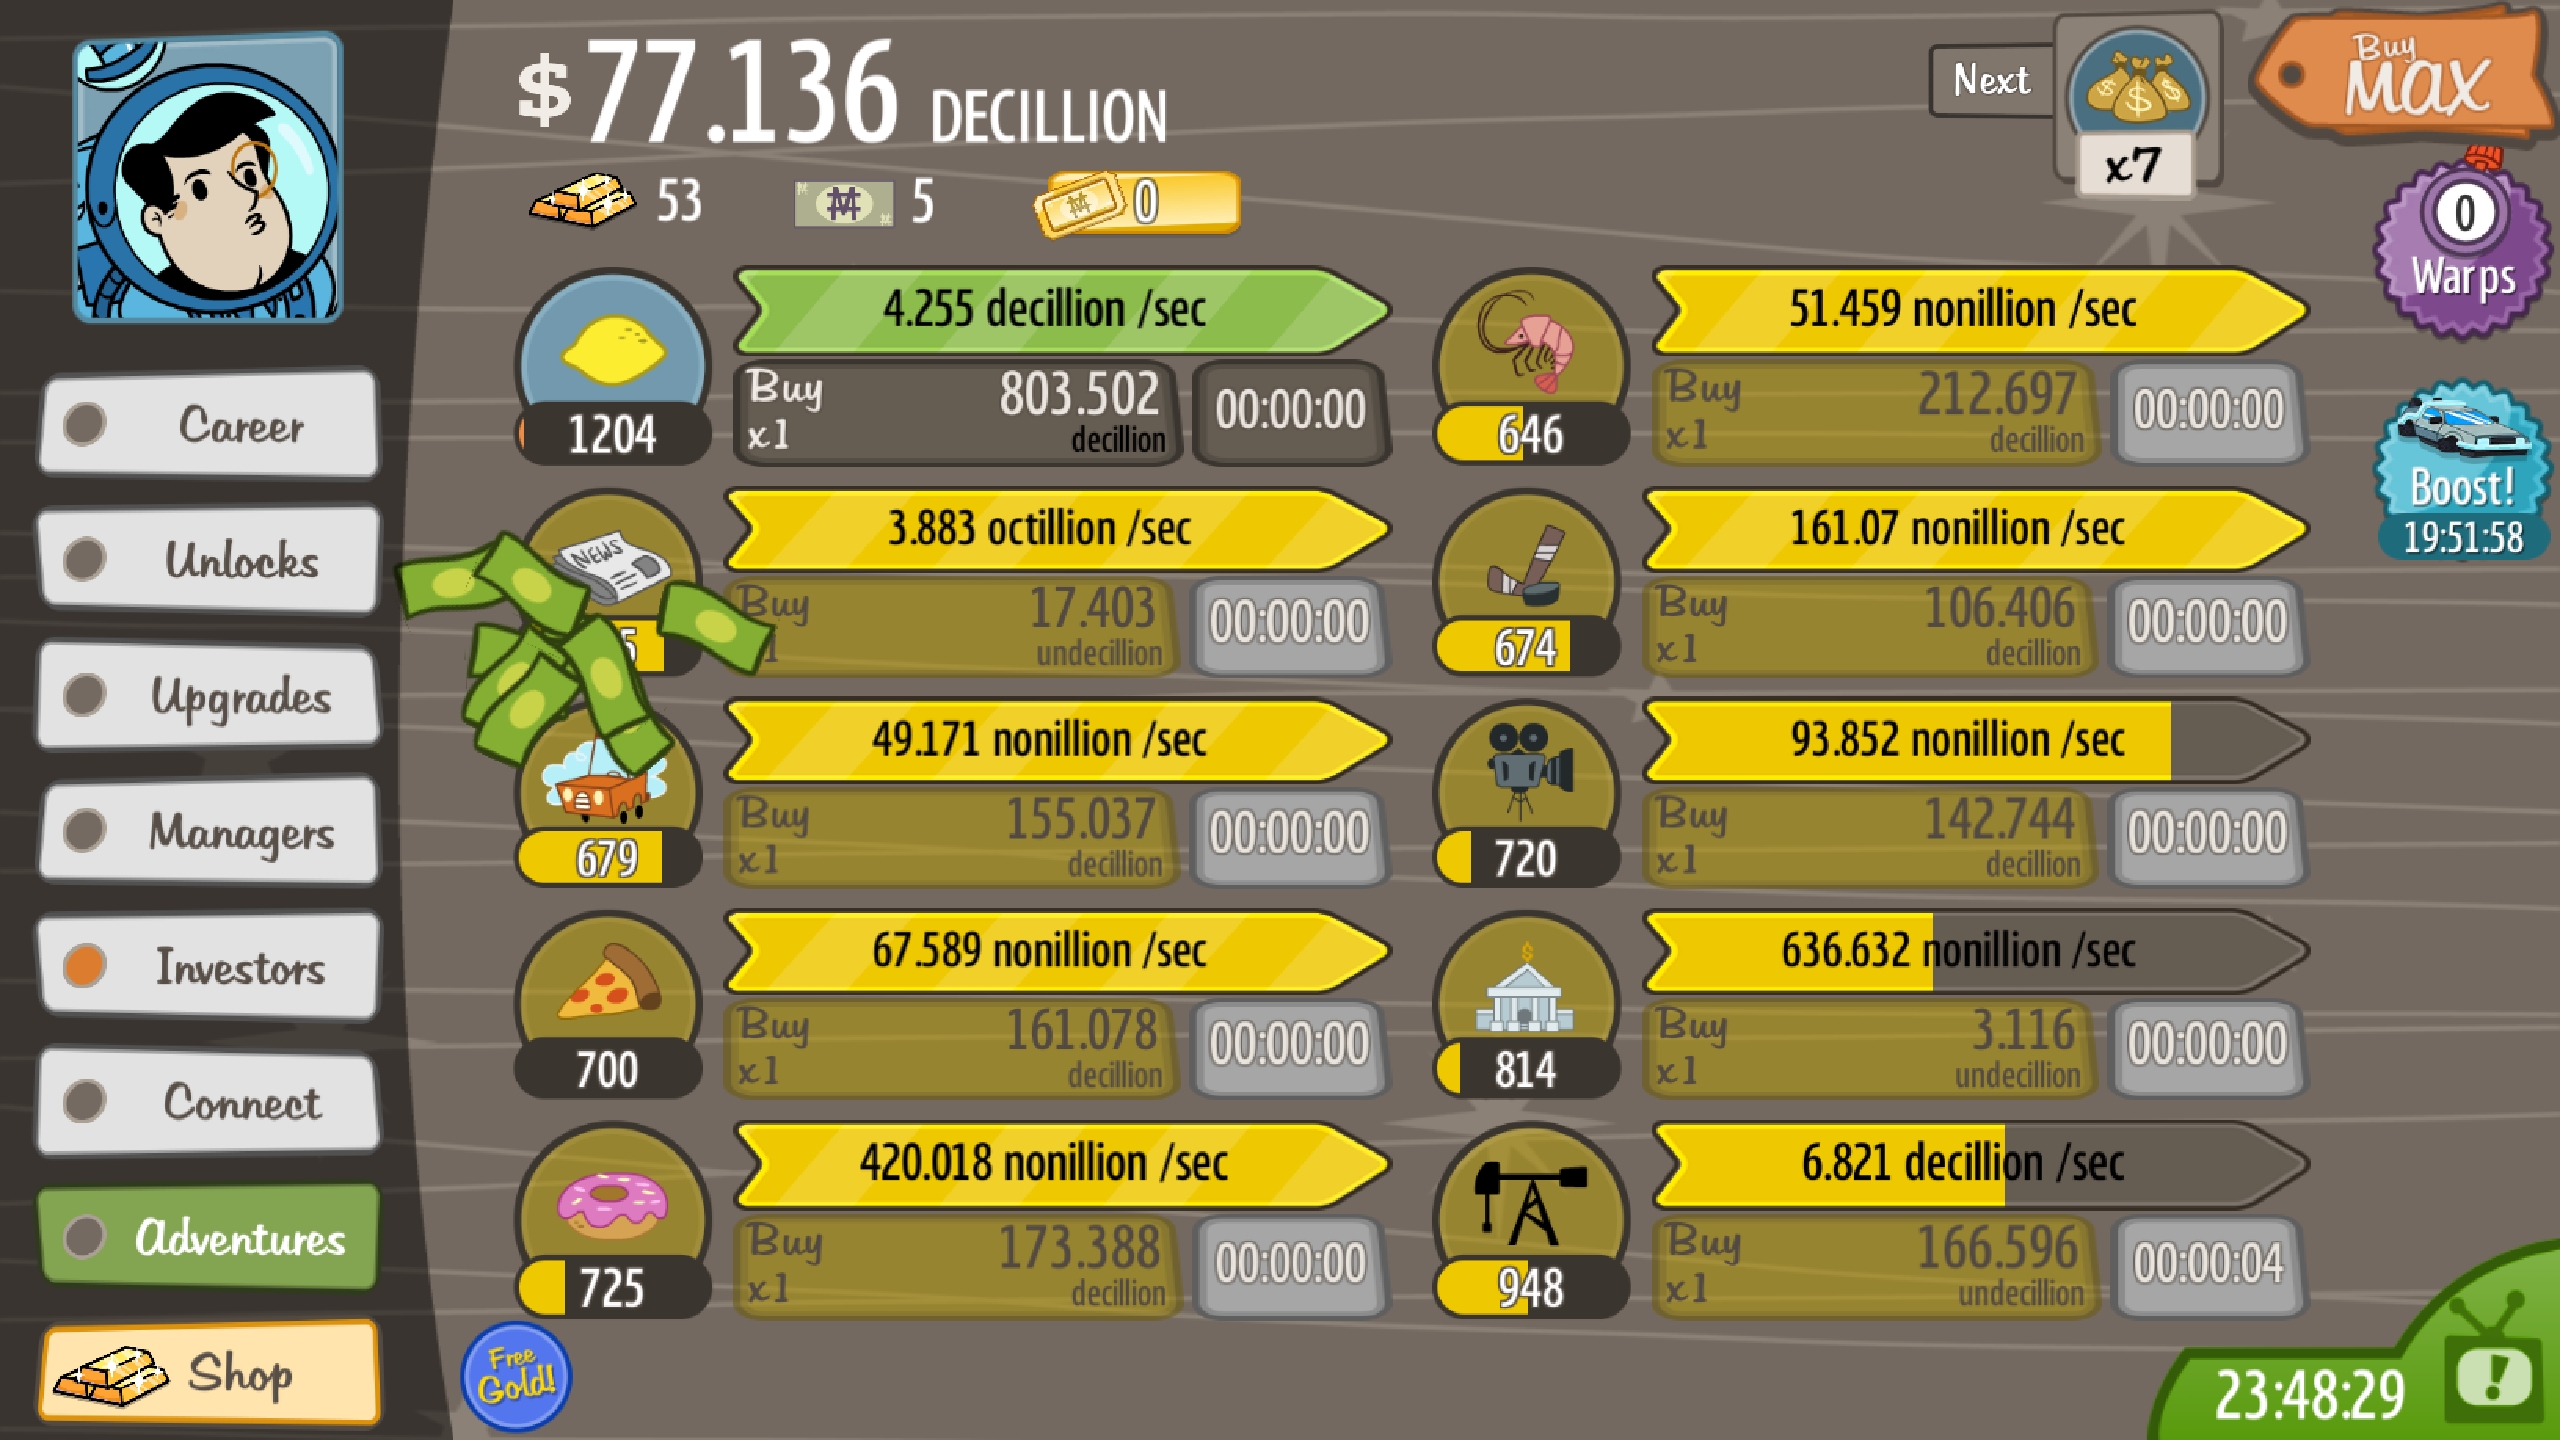 $77.136 DECILLION
53
5
0
Next
x7
Buy
MAX
0
Warps
Boost!
19:51:58
Career
Unlocks
Upgrades
Managers
Investors
Connect
Adventures
Shop
4.255 decillion /sec
1204
Buy
x1
803.502
decillion
00:00:00
51.459 nonillion /sec
646
Buy
x1
212.697
decillion
00:00:00
NEWS
3.883 octillion /sec
Buy
17.403
undecillion
00:00:00
161.07 nonillion /sec
674
Buy
x1
106.406
decillion
00:00:00
49.171 nonillion /sec
679
Buy
x1
155.037
decillion
00:00:00
93.852 nonillion /sec
720
Buy
x1
142.744
decillion
00:00:00
67.589 nonillion /sec
700
Buy
x1
161.078
decillion
00:00:00
636.632 nonillion /sec
814
Buy
x1
3.116
undecillion
00:00:00
420.018 nonillion /sec
725
Buy
x1
173.388
decillion
00:00:00
6.821 decillion /sec
948
Buy
x1
166.596
undecillion
00:00:04
Free
Gold!
23:48:29